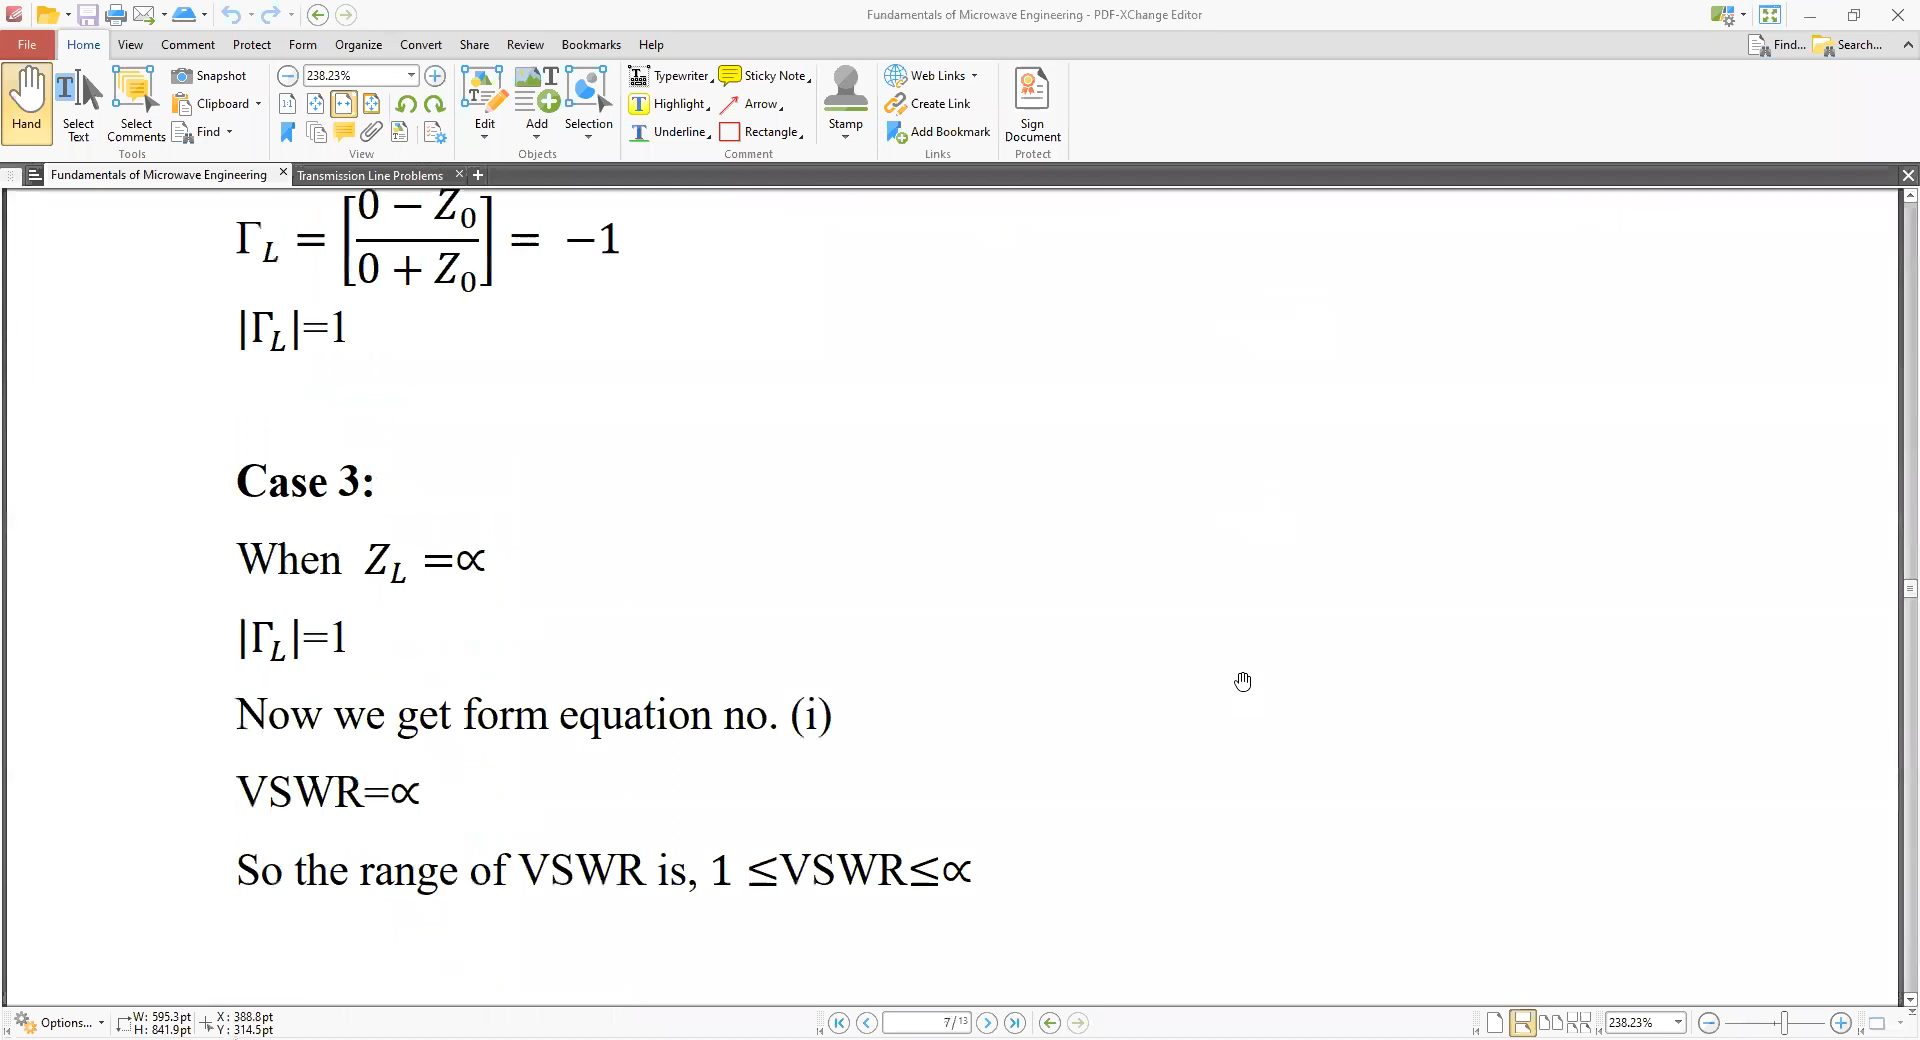 Fundamentals of Microwave Engineering - PDF-XChange Editor
File Home View Comment Protect Form Organize Convert Share Review Bookmarks Help Find... Search...
Hand
Select Text
Select Comments
Snapshot
Clipboard
Find
Tools
238.23%
View
Edit
Add
Selection
Objects
Typewriter
Highlight
Underline
Sticky Note
Arrow
Rectangle
Stamp
Comment
Web Links
Create Link
Add Bookmark
Links
Sign Document
Protect
Fundamentals of Microwave Engineering Transmission Line Problems
Γ_L = [(0 − Z_0)/(0 + Z_0)] = −1
|Γ_L|=1
Case 3:
When Z_L =∝
|Γ_L|=1
Now we get form equation no. (i)
VSWR=∝
So the range of VSWR is, 1 ≤VSWR≤∝
Options... W: 595.3pt H: 841.9pt X: 388.8pt Y: 314.5pt 7/13 238.23%